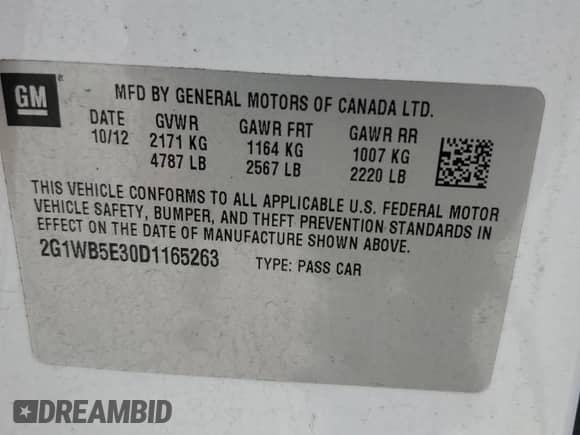 GM
MFD BY GENERAL MOTORS OF CANADA LTD.
DATE GVWR GAWR FRT GAWR RR
10/12 2171 KG 1164 KG 1007 KG
4787 LB 2567 LB 2220 LB
THIS VEHICLE CONFORMS TO ALL APPLICABLE U.S. FEDERAL MOTOR
VEHICLE SAFETY, BUMPER, AND THEFT PREVENTION STANDARDS IN
EFFECT ON THE DATE OF MANUFACTURE SHOWN ABOVE.
2G1WB5E30D1165263 TYPE: PASS CAR
DREAMBID